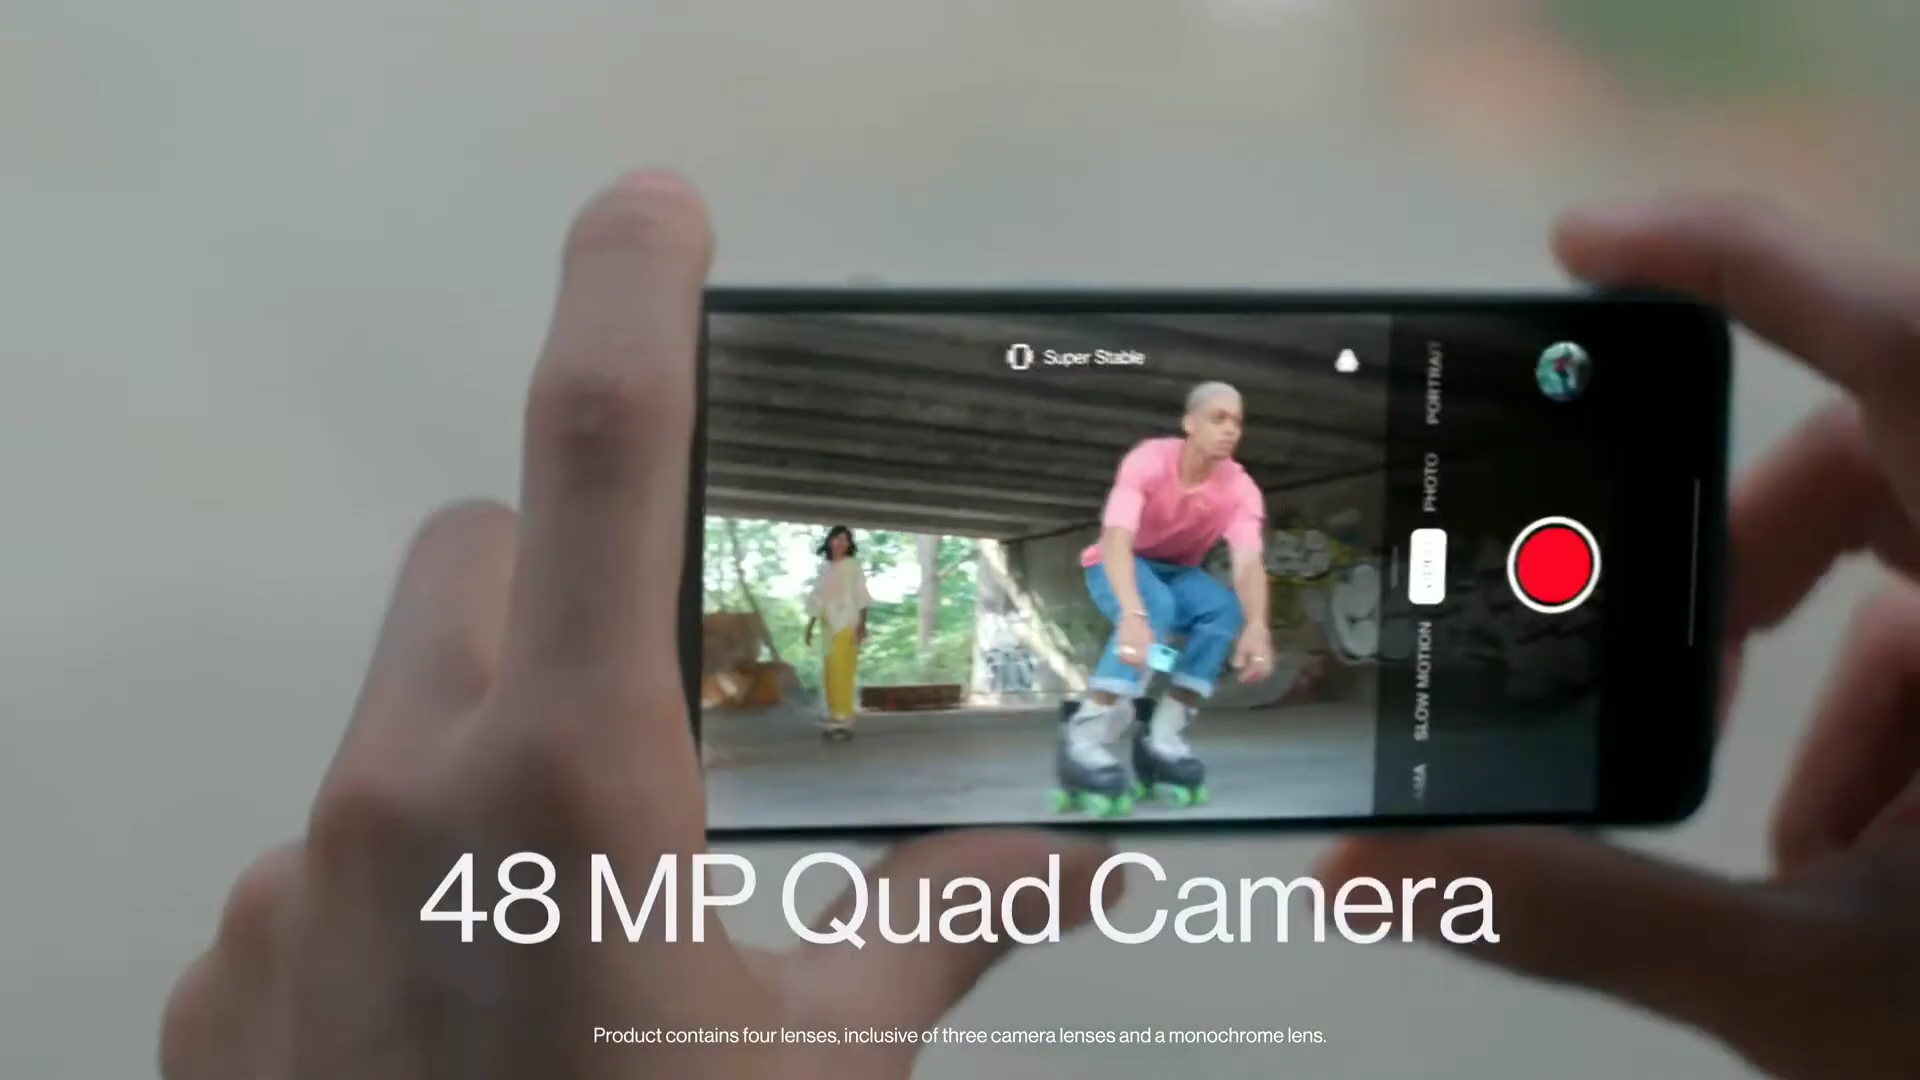 Super Stable
PORTRAIT
PHOTO
SLOW MOTION
48 MP Quad Camera
Product contains four lenses, inclusive of three camera lenses and a monochrome lens.